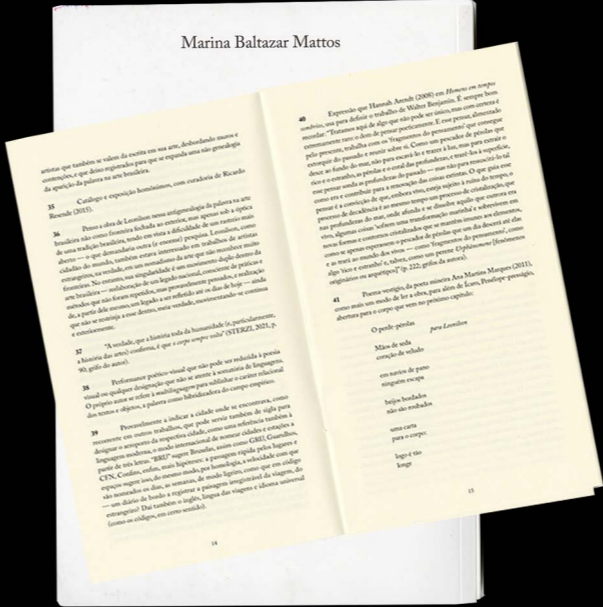 Marina Baltazar Mattos
artistas que também se valem da escrita em sua arte, desbordando muros e
contenções, e que deixo registrados para que se expanda uma não genealogia
da aparição da palavra na arte brasileira.
35 Catálogo e exposição homônimos, com curadoria de Ricardo
Resende (2015).
36 Penso a obra de Leonilson nessa antigenealogia da palavra na arte
brasileira não como fronteira fechada ao exterior, mas apenas sob a óptica
de uma tradição brasileira, tendo em vista a dificuldade de um rastreio mais
aberto — o que demandaria outra (e enorme) pesquisa. Leonilson, como
cidadão do mundo, também estava interessado em trabalhos de artistas
estrangeiros, na verdade, em um nomadismo da arte que não reconhece muito
fronteiras. No entanto, sua singularidade é um movimento duplo dentro da
arte brasileira — colaboração de um legado nacional, consciente de práticas e
métodos que não foram repetidos, mas provavelmente pensados, e realização
de, a partir dele mesmo, um legado a ser refletido até os dias de hoje — ainda
que não se restrinja a esse dentro, meia verdade, movimentando-se contínua
e exteriormente.
37 “A verdade, que a história toda da humanidade (e, particularmente,
a história das artes) confirma, é que o corpo sempre volta” (STERZI, 2021, p.
90, grifo do autor).
38 Performance poético-visual que não pode ser reduzida à poesia
visual ou qualquer designação que não se atente à somatória de linguagens.
O próprio autor se refere à multilinguagem para sublinhar o caráter relacional
dos textos e objetos, a palavra como hibridizadora do campo empírico.
39 Provavelmente a indicar a cidade onde se encontrava, como
recorrente em outros trabalhos, que pode servir também de sigla para
designar o aeroporto da respectiva cidade, como uma referência também à
linguagem moderna, o modo internacional de nomear cidades e estações a
partir de três letras. “BRU” sugere Bruxelas, assim como GRU, Guarulhos,
CFN, Confins, enfim, mais hipóteses: a passagem rápida pelos lugares e
espaços sugere isso, do mesmo modo, por homologia, a velocidade com que
são nomeados os dias, as semanas, de modo ligeiro, como que em código
— um diário de bordo a registrar a passagem irregistrável da viagem, do
estrangeiro? Daí também o inglês, língua das viagens e idioma universal
(como os códigos, em certo sentido).
14
40 Expressão que Hannah Arendt (2008) em Homens em tempos
sombrios, usa para definir o trabalho de Walter Benjamin. É sempre bom
recordar: “Tratamos aqui de algo que não pode ser único, mas com certeza é
extremamente raro: o dom de pensar poeticamente. E esse pensar, alimentado
pelo presente, trabalha com os ‘fragmentos do pensamento’ que consegue
extorquir do passado e reunir sobre si. Como um pescador de pérolas que
desce ao fundo do mar, não para escavá-lo e trazer à luz, mas para extrair o
rico e o estranho, as pérolas e o coral das profundezas, e trazê-los à superfície,
esse pensar sonda as profundezas do passado — mas não para ressuscitá-lo tal
como era e contribuir para a renovação das coisas extintas. O que guia esse
pensar é a convicção de que, embora vivo, esteja sujeito à ruína do tempo, o
processo de decadência é ao mesmo tempo um processo de cristalização, que
nas profundezas do mar, onde afunda e se dissolve aquilo que outrora era
vivo, algumas coisas ‘sofrem uma transformação marinha’ e sobrevivem em
novas formas e contornos cristalizados que se mantêm imunes aos elementos,
como se apenas esperassem o pescador de pérolas que um dia descerá até elas
e as trará ao mundo dos vivos — como ‘fragmentos do pensamento’, como
algo ‘rico e estranho’ e, talvez, como um perene Urphänomene [fenômenos
originários ou arquétipos]” (p. 222; grifos da autora).
41 Poema-vestígio, da poeta mineira Ana Martins Marques (2011),
como mais um modo de ler a obra, para além de Ícaro, Penélope-presságio,
abertura para o corpo que vem no próximo capítulo:
O perde pérolas
para Leonilson
Mãos de seda
coração de veludo
em navios de pano
ninguém escapa
beijos bordados
não são roubados
uma carta
para o corpo:
logo é tão
longe
15